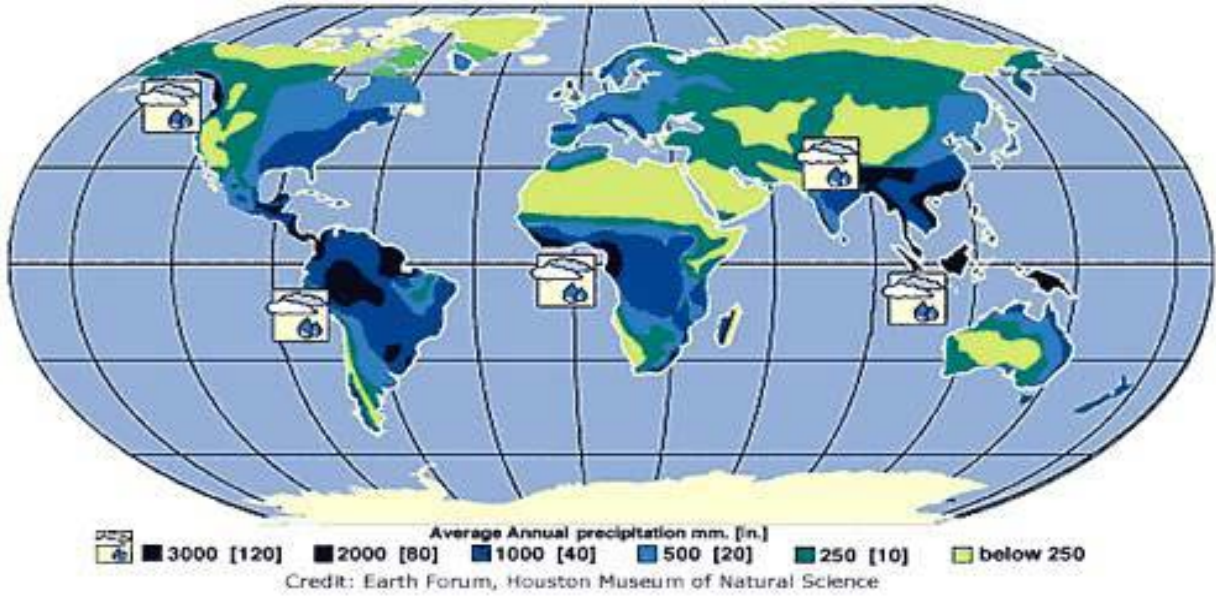 Average Annual precipitation mm. [in.]
3000 [120] 2000 [80] 1000 [40] 500 [20] 250 [10] below 250
Credit: Earth Forum, Houston Museum of Natural Science